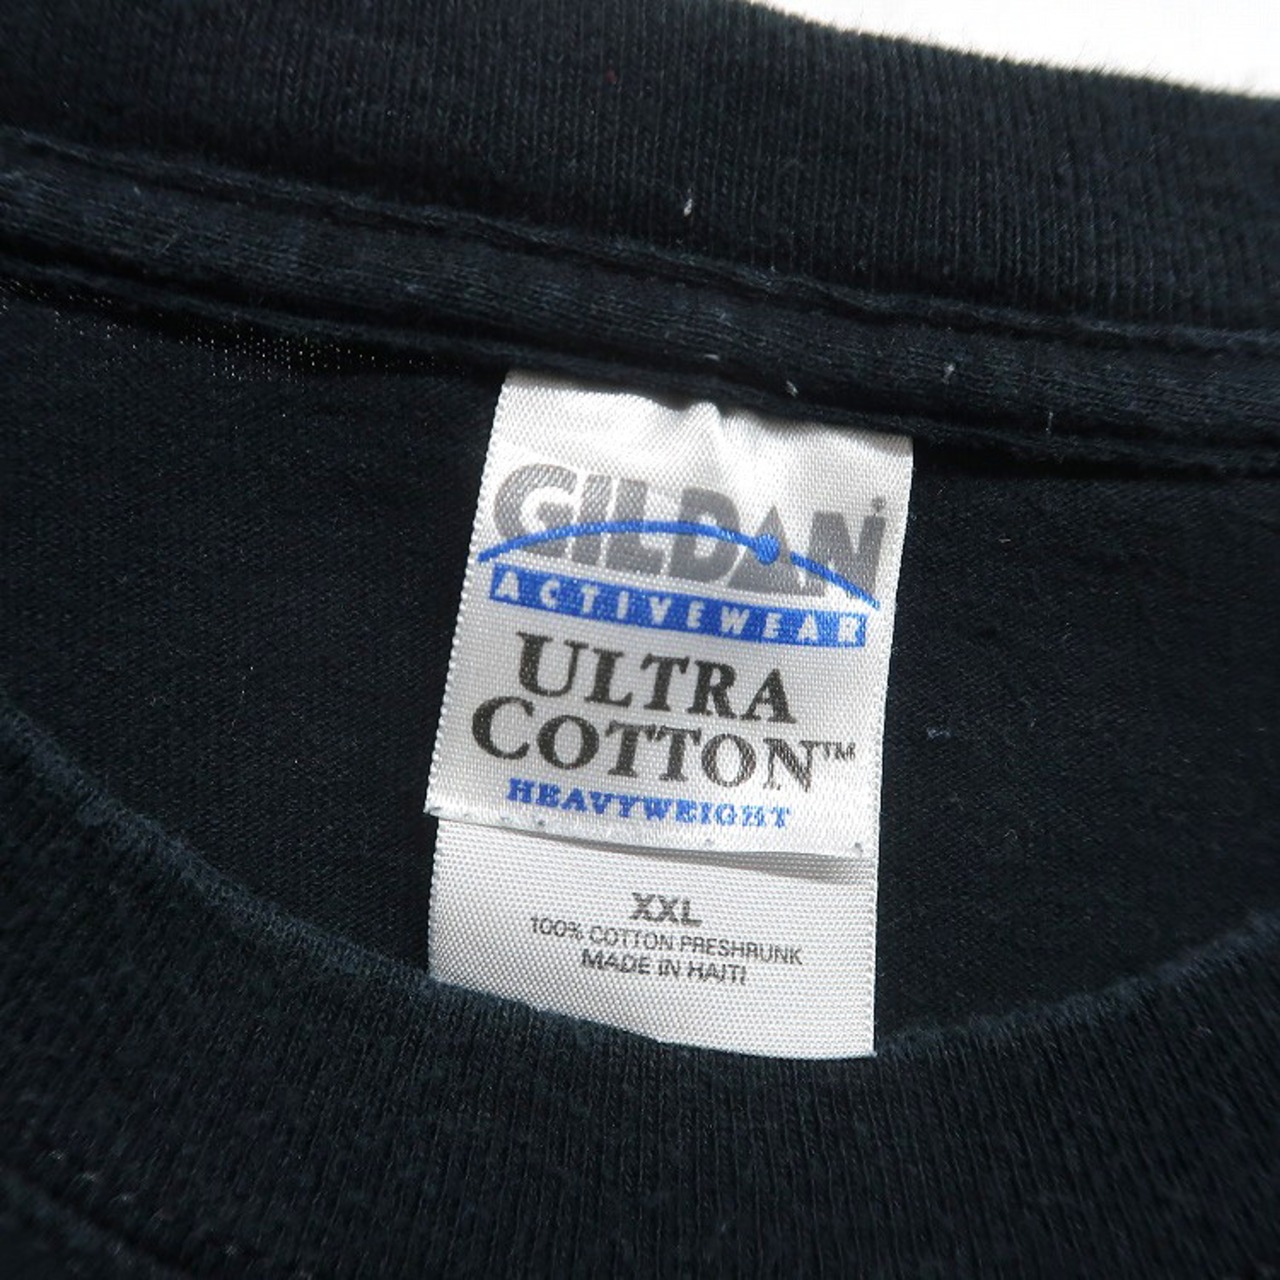 GILDAN®
ACTIVEWEAR
ULTRA
COTTON™
HEAVYWEIGHT
XXL
100% COTTON PRESHRUNK
MADE IN HAITI